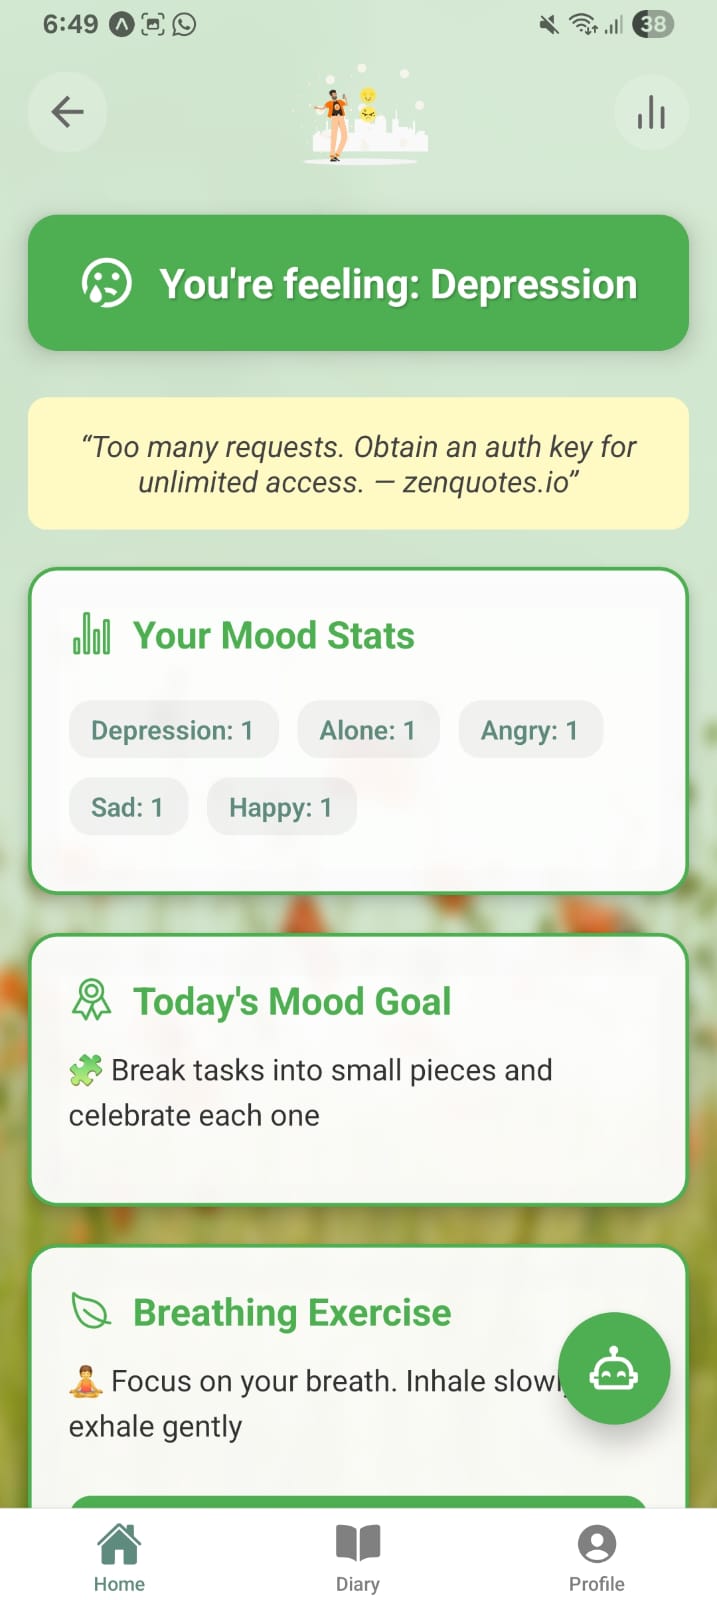 6:49
38
You're feeling: Depression
“Too many requests. Obtain an auth key for
unlimited access. — zenquotes.io”
Your Mood Stats
Depression: 1 Alone: 1 Angry: 1
Sad: 1 Happy: 1
Today's Mood Goal
🧩 Break tasks into small pieces and
celebrate each one
Breathing Exercise
🧘 Focus on your breath. Inhale
exhale gently
Home Diary Profile